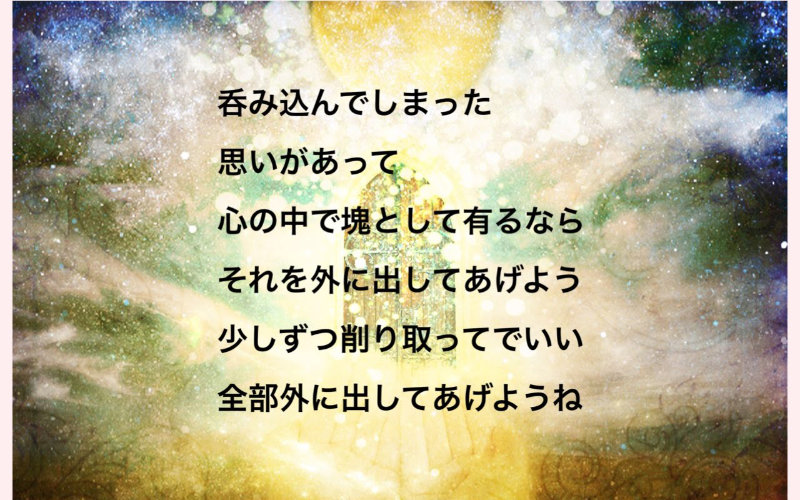 呑み込んでしまった
思いがあって
心の中で塊として有るなら
それを外に出してあげよう
少しずつ削り取ってでいい
全部外に出してあげようね